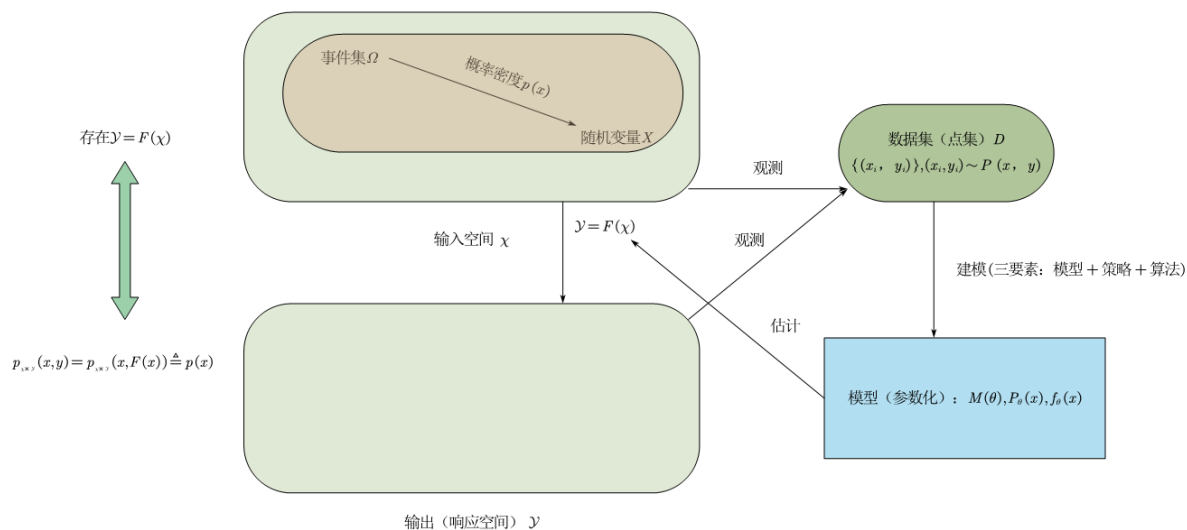 事件集Ω
概率密度p(x)
随机变量X
存在𝒴=F(χ)
数据集（点集）D
{(xᵢ，yᵢ)},(xᵢ,yᵢ)~P（x，y）
观测
𝒴=F(χ)
输入空间 χ
观测
建模(三要素：模型+策略+算法)
估计
p(x,y)=p(x,F(x))≜p(x)
模型（参数化）：M(θ),P_θ(x),f_θ(x)
输出（响应空间）𝒴